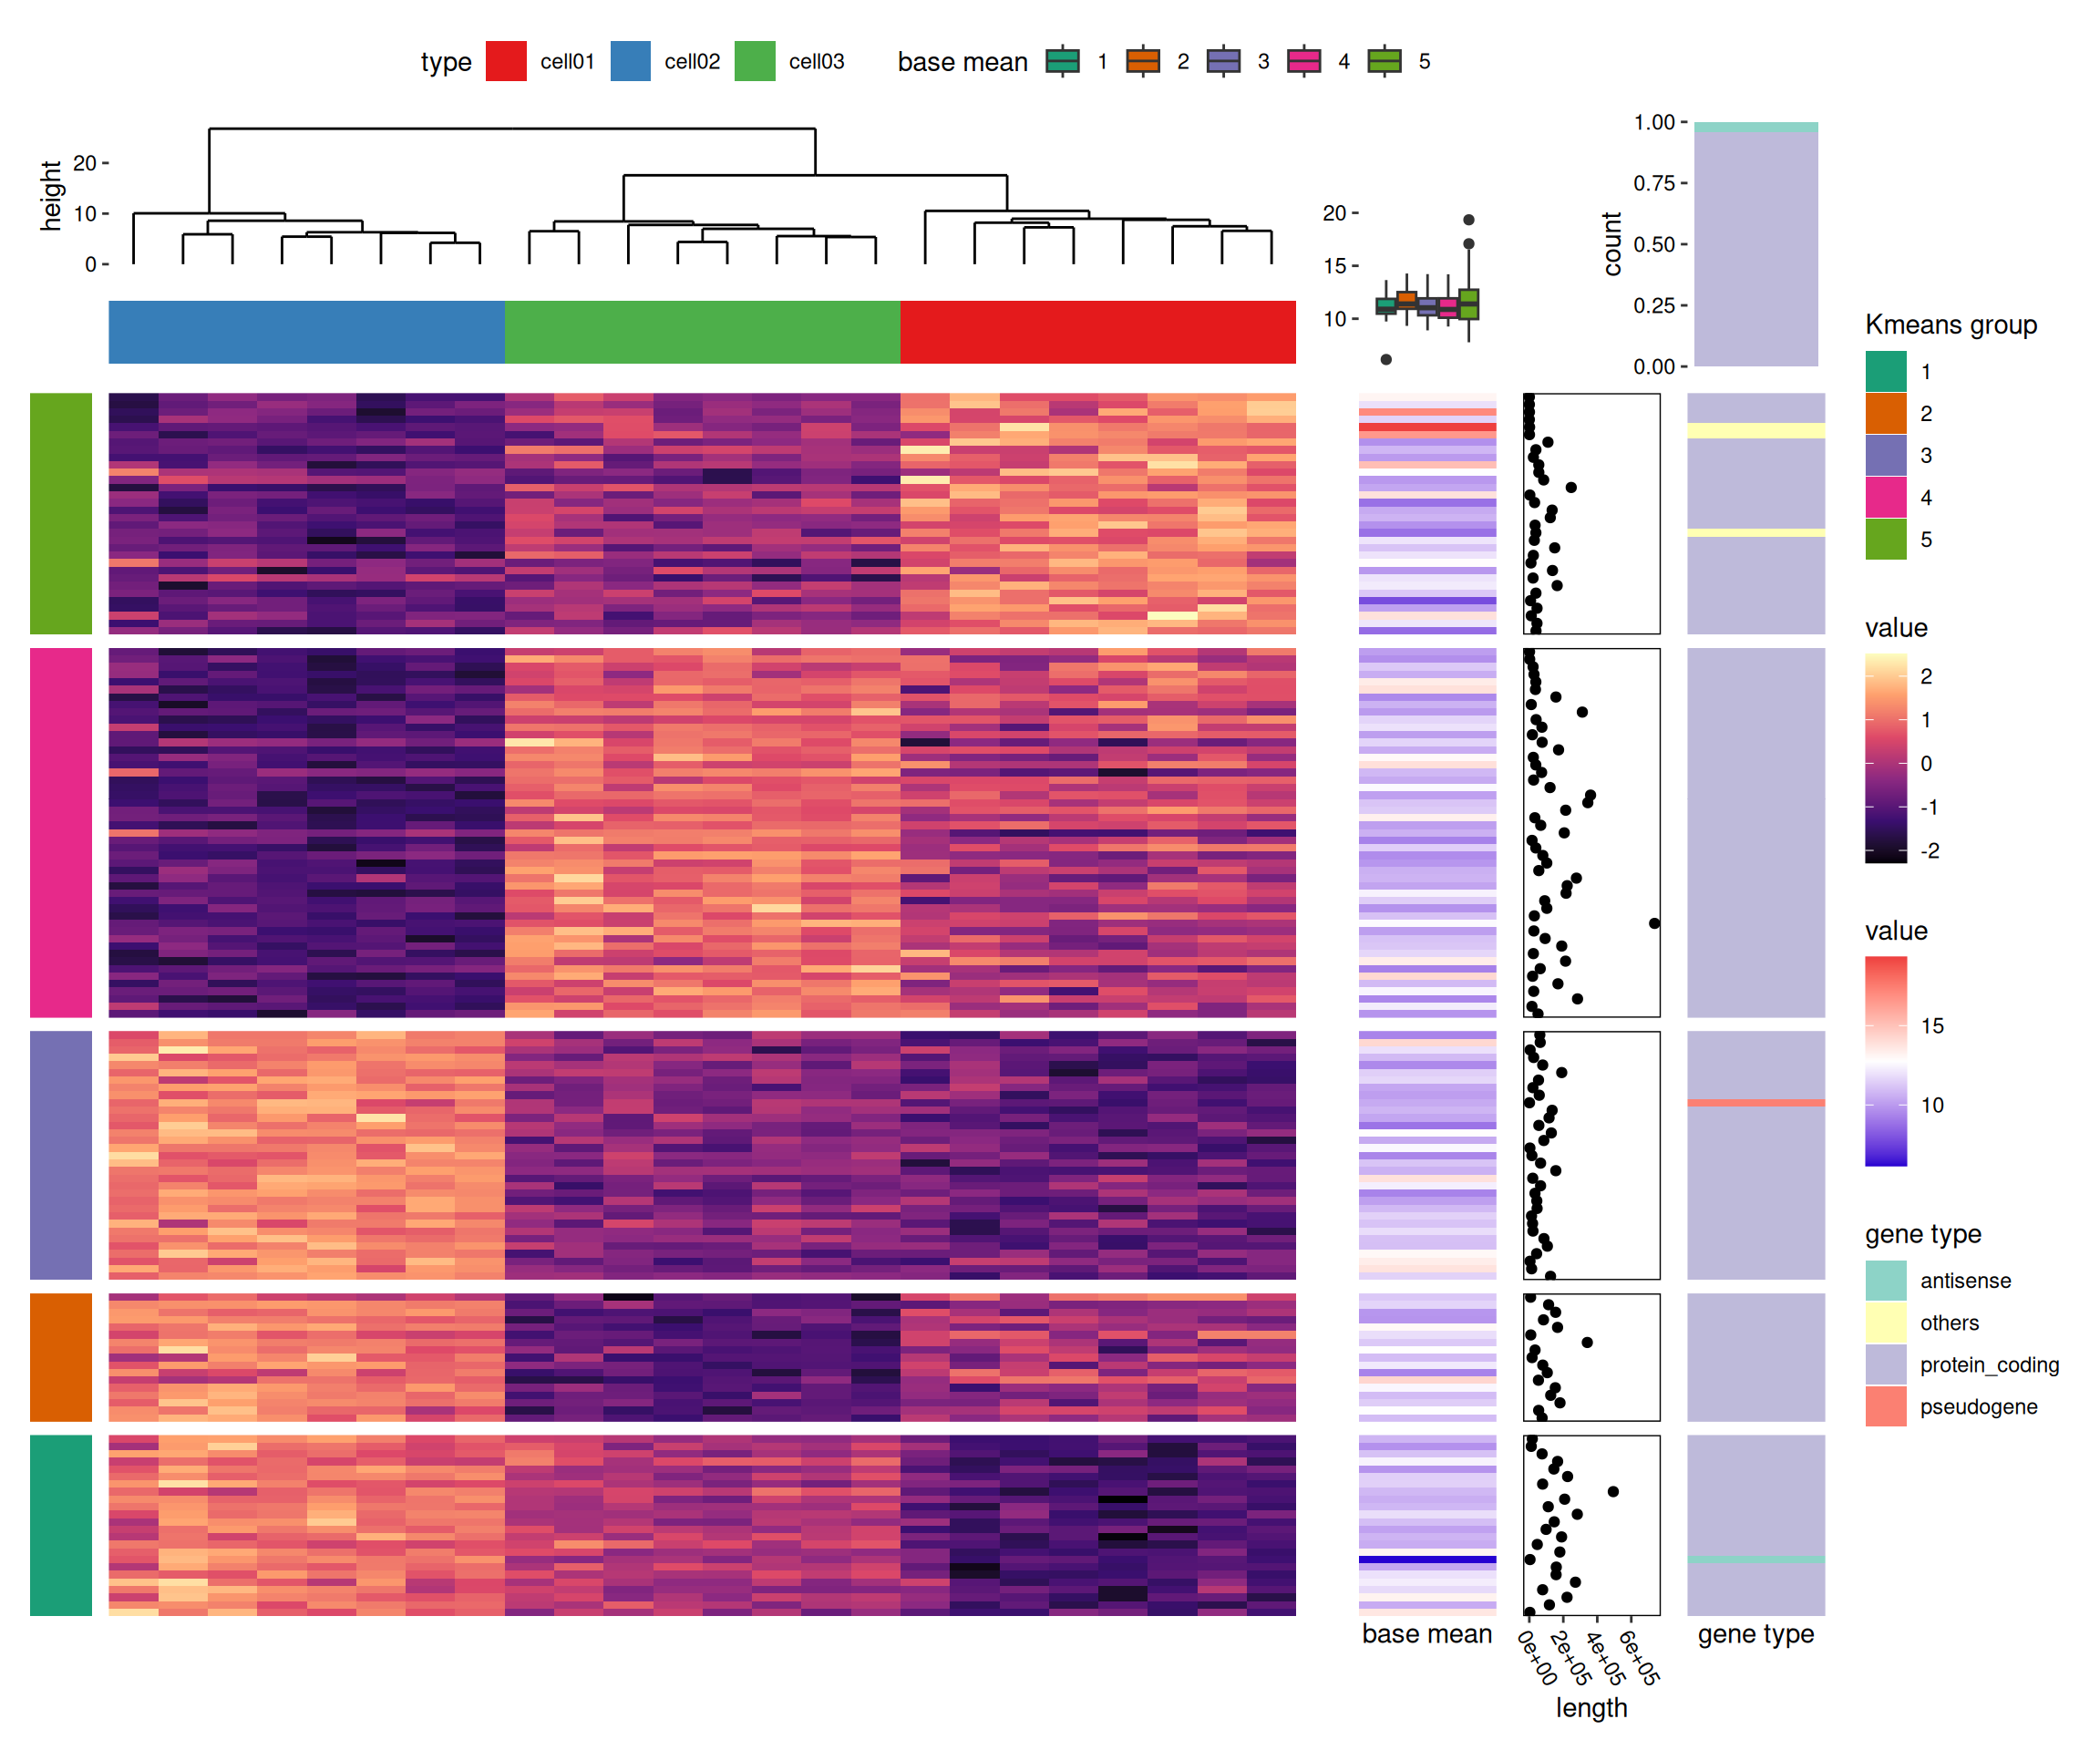 type cell01 cell02 cell03 base mean 1 2 3 4 5
height
20
10
0
20
15
10
count
1.00
0.75
0.50
0.25
0.00
Kmeans group
1
2
3
4
5
value
2
1
0
-1
-2
value
15
10
gene type
antisense
others
protein_coding
pseudogene
base mean
0e+00 2e+05 4e+05 6e+05
length
gene type